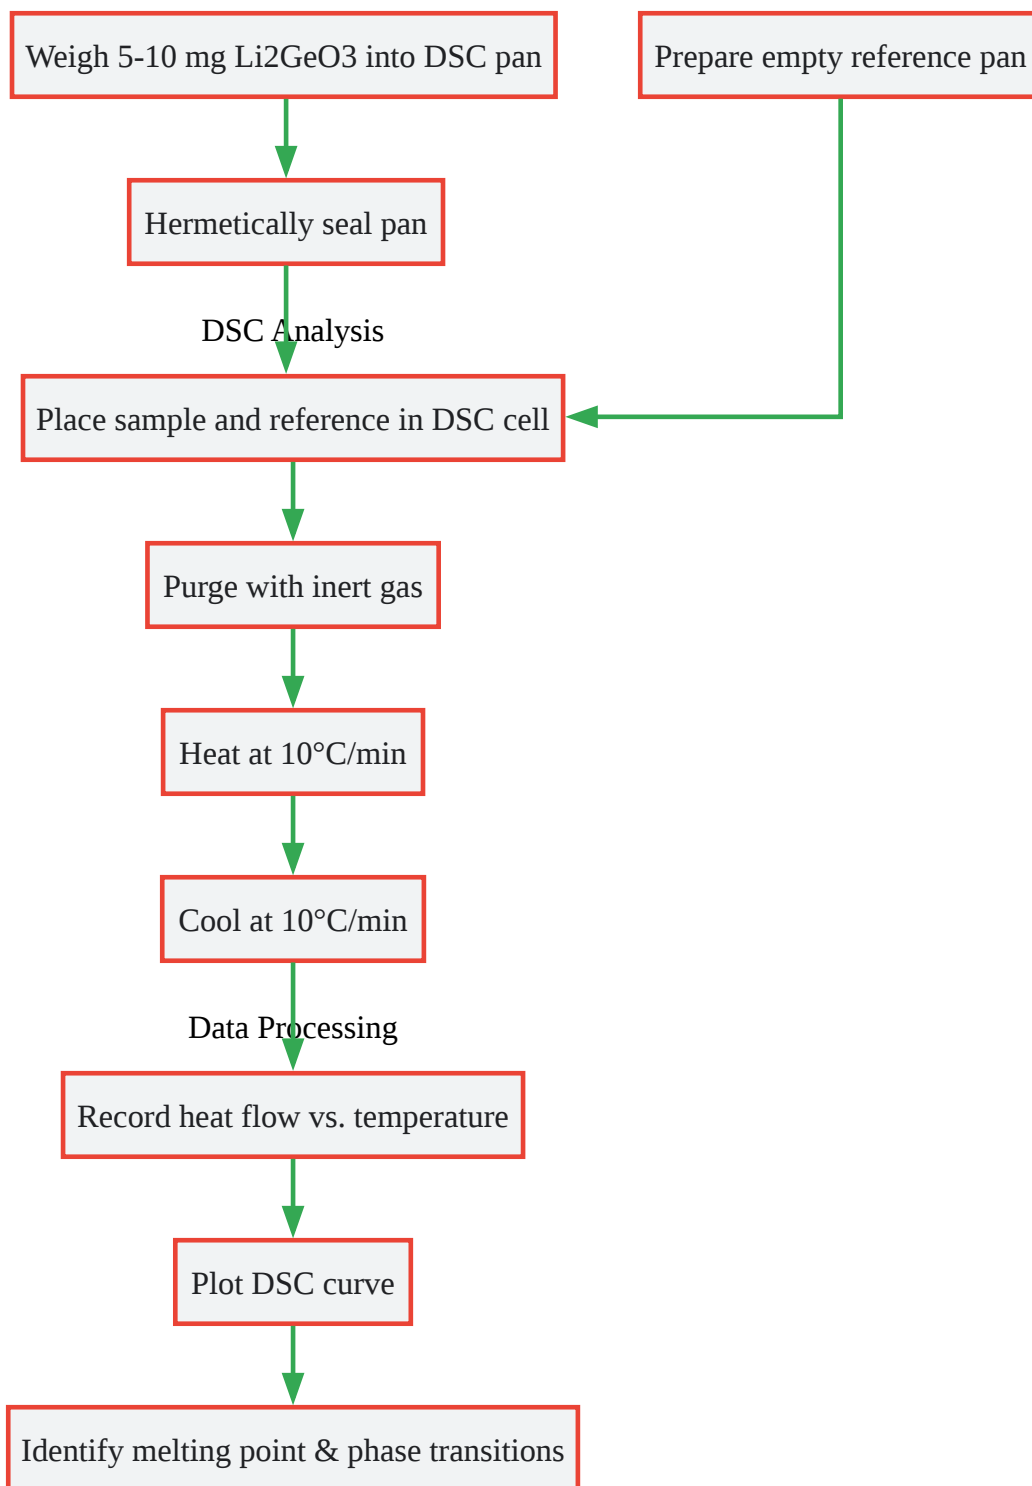 Weigh 5-10 mg Li2GeO3 into DSC pan
Prepare empty reference pan
Hermetically seal pan
DSC Analysis
Place sample and reference in DSC cell
Purge with inert gas
Heat at 10°C/min
Cool at 10°C/min
Data Processing
Record heat flow vs. temperature
Plot DSC curve
Identify melting point & phase transitions